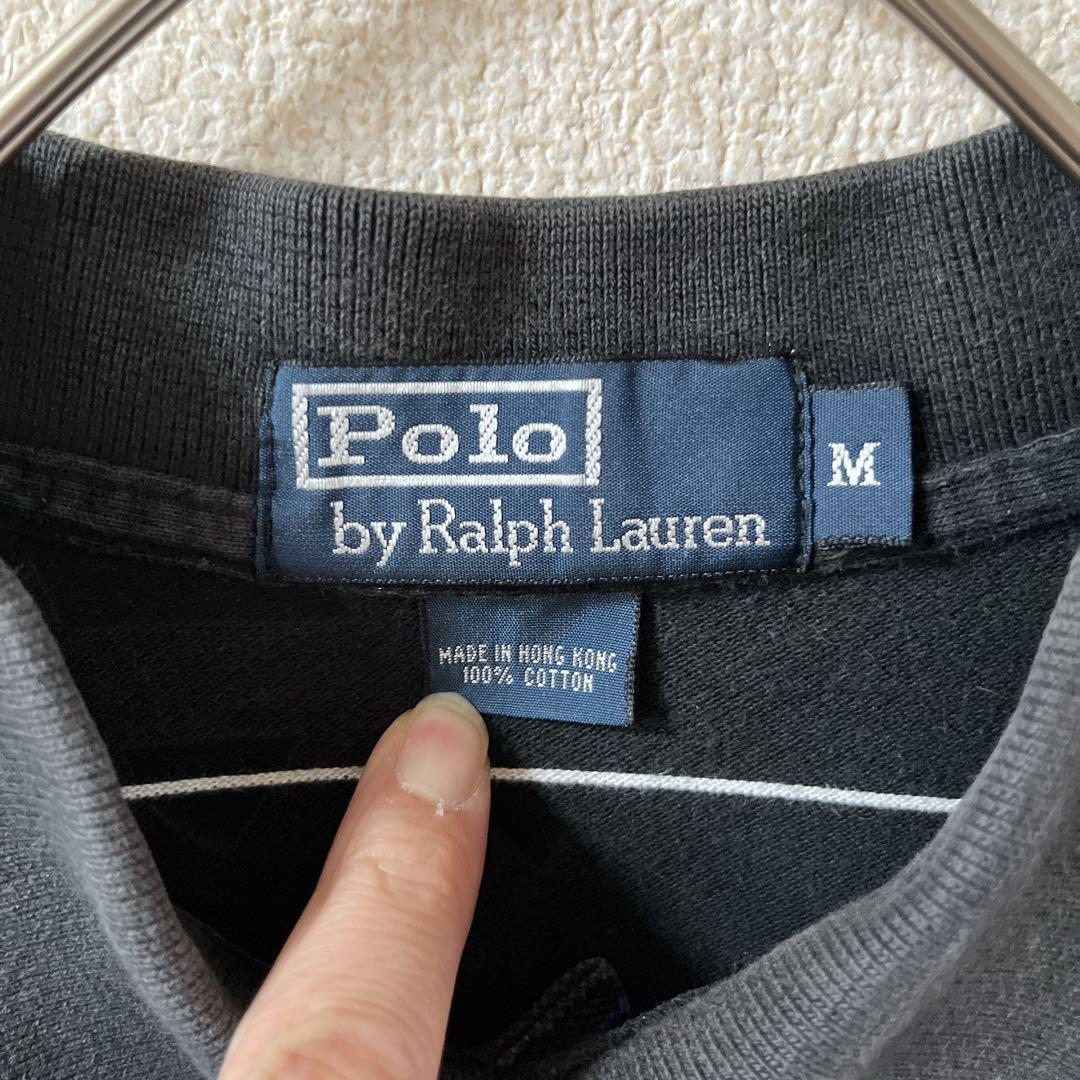 Polo
by Ralph Lauren
M
MADE IN HONG KONG
100% COTTON